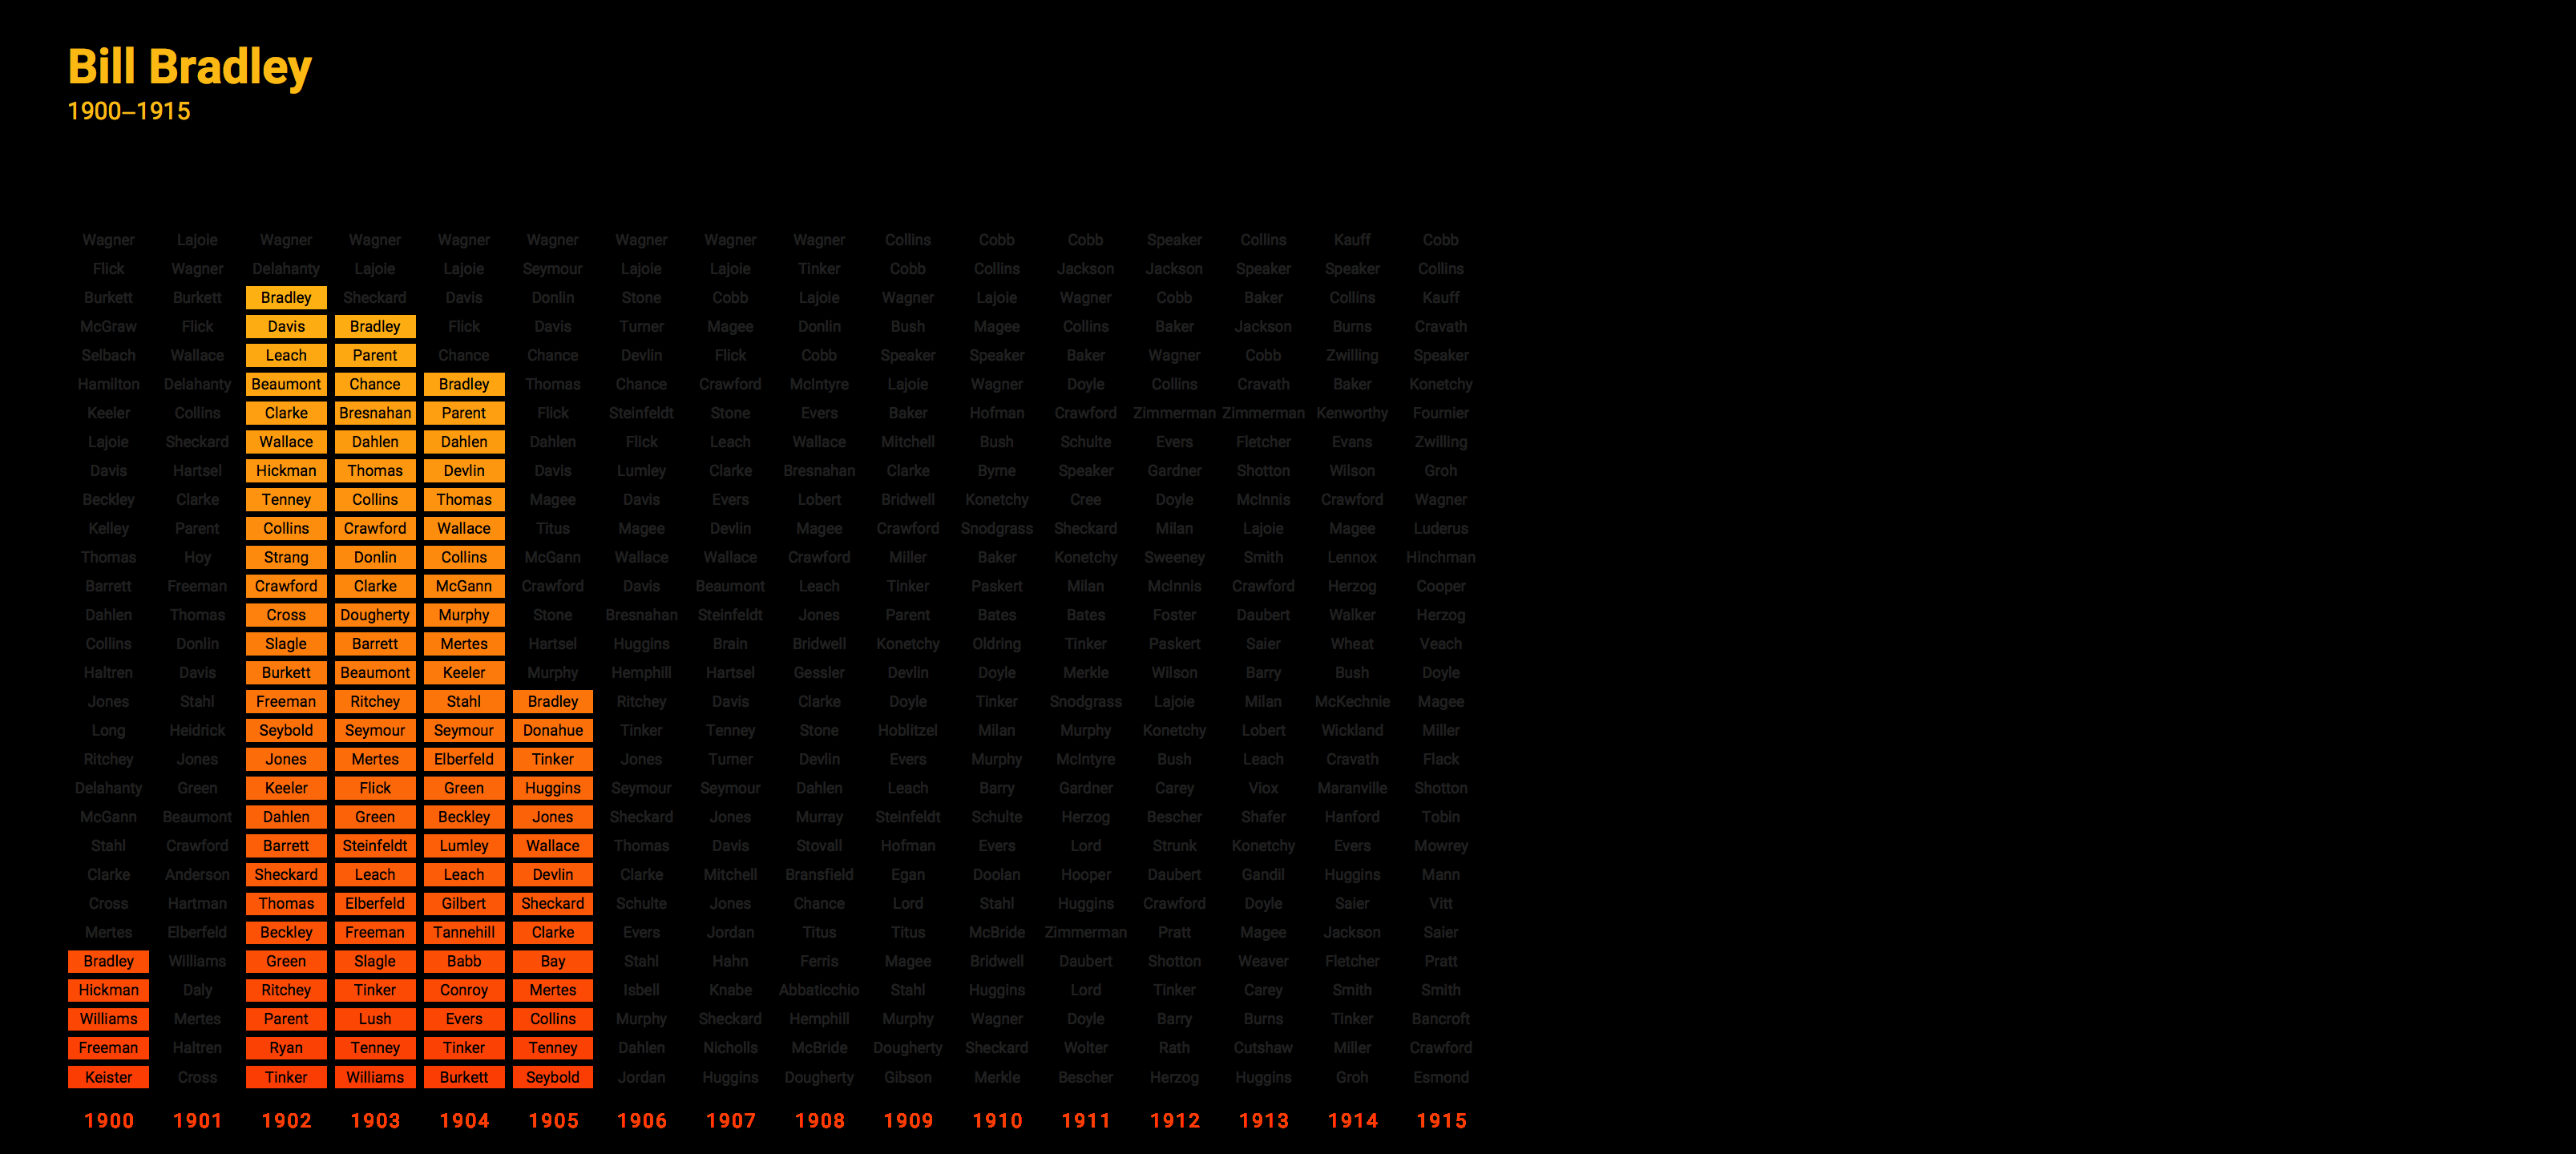 Bill Bradley
1900–1915
Wagner Lajoie Wagner Wagner Wagner Wagner Wagner Wagner Wagner Collins Cobb Cobb Speaker Collins Kauff Cobb
Flick Wagner Delahanty Lajoie Lajoie Seymour Lajoie Lajoie Tinker Cobb Collins Jackson Jackson Speaker Speaker Collins
Burkett Burkett Bradley Sheckard Davis Donlin Stone Cobb Lajoie Wagner Lajoie Wagner Cobb Baker Collins Kauff
McGraw Flick Davis Bradley Flick Davis Turner Magee Donlin Bush Magee Collins Baker Jackson Burns Cravath
Selbach Wallace Leach Parent Chance Chance Devlin Flick Cobb Speaker Speaker Baker Wagner Cobb Zwilling Speaker
Hamilton Delahanty Beaumont Chance Bradley Thomas Chance Crawford McIntyre Lajoie Wagner Doyle Collins Cravath Baker Konetchy
Keeler Collins Clarke Bresnahan Parent Flick Steinfeldt Stone Evers Baker Hofman Crawford Zimmerman Zimmerman Kenworthy Fournier
Lajoie Sheckard Wallace Dahlen Dahlen Dahlen Flick Leach Wallace Mitchell Bush Schulte Evers Fletcher Evans Zwilling
Davis Hartsel Hickman Thomas Devlin Davis Lumley Clarke Bresnahan Clarke Byrne Speaker Gardner Shotton Wilson Groh
Beckley Clarke Tenney Collins Thomas Magee Davis Evers Lobert Bridwell Konetchy Cree Doyle McInnis Crawford Wagner
Kelley Parent Collins Crawford Wallace Titus Magee Devlin Magee Crawford Snodgrass Sheckard Milan Lajoie Magee Luderus
Thomas Hoy Strang Donlin Collins McGann Wallace Wallace Crawford Miller Baker Konetchy Sweeney Smith Lennox Hinchman
Barrett Freeman Crawford Clarke McGann Crawford Davis Beaumont Leach Tinker Paskert Milan McInnis Crawford Herzog Cooper
Dahlen Thomas Cross Dougherty Murphy Stone Bresnahan Steinfeldt Jones Parent Bates Bates Foster Daubert Walker Herzog
Collins Donlin Slagle Barrett Mertes Hartsel Huggins Brain Bridwell Konetchy Oldring Tinker Paskert Saier Wheat Veach
Haltren Davis Burkett Beaumont Keeler Murphy Hemphill Hartsel Gessler Devlin Doyle Merkle Wilson Barry Bush Doyle
Jones Stahl Freeman Ritchey Stahl Bradley Ritchey Davis Clarke Doyle Tinker Snodgrass Lajoie Milan McKechnie Magee
Long Heidrick Seybold Seymour Seymour Donahue Tinker Tenney Stone Hoblitzel Milan Murphy Konetchy Lobert Wickland Miller
Ritchey Jones Jones Mertes Elberfeld Tinker Jones Turner Devlin Evers Murphy McIntyre Bush Leach Cravath Flack
Delahanty Green Keeler Flick Green Huggins Seymour Seymour Dahlen Leach Barry Gardner Carey Viox Maranville Shotton
McGann Beaumont Dahlen Green Beckley Jones Sheckard Jones Murray Steinfeldt Schulte Herzog Bescher Shafer Hanford Tobin
Stahl Crawford Barrett Steinfeldt Lumley Wallace Thomas Davis Stovall Hofman Evers Lord Strunk Konetchy Evers Mowrey
Clarke Anderson Sheckard Leach Leach Devlin Clarke Mitchell Bransfield Egan Doolan Hooper Daubert Gandil Huggins Mann
Cross Hartman Thomas Elberfeld Gilbert Sheckard Schulte Jones Chance Lord Stahl Huggins Crawford Doyle Saier Vitt
Mertes Elberfeld Beckley Freeman Tannehill Clarke Evers Jordan Titus Titus McBride Zimmerman Pratt Magee Jackson Saier
Bradley Williams Green Slagle Babb Bay Stahl Hahn Ferris Magee Bridwell Daubert Shotton Weaver Fletcher Pratt
Hickman Daly Ritchey Tinker Conroy Mertes Isbell Knabe Abbaticchio Stahl Huggins Lord Tinker Carey Smith Smith
Williams Mertes Parent Lush Evers Collins Murphy Sheckard Hemphill Murphy Wagner Doyle Barry Burns Tinker Bancroft
Freeman Haltren Ryan Tenney Tinker Tenney Dahlen Nicholls McBride Dougherty Sheckard Wolter Rath Cutshaw Miller Crawford
Keister Cross Tinker Williams Burkett Seybold Jordan Huggins Dougherty Gibson Merkle Bescher Herzog Huggins Groh Esmond
1900 1901 1902 1903 1904 1905 1906 1907 1908 1909 1910 1911 1912 1913 1914 1915